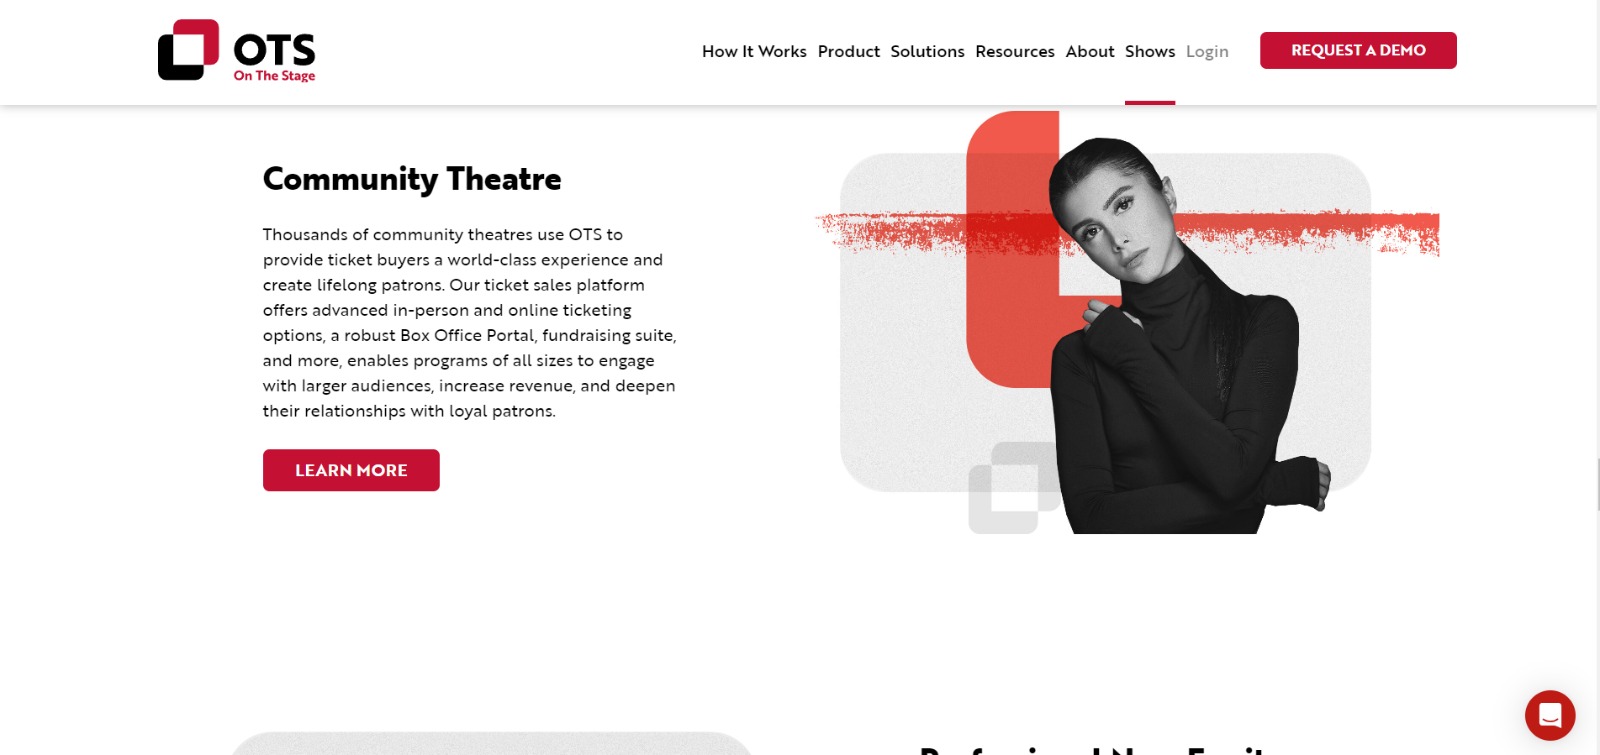 OTS
On The Stage
How It Works Product Solutions Resources About Shows Login REQUEST A DEMO
Community Theatre
Thousands of community theatres use OTS to
provide ticket buyers a world-class experience and
create lifelong patrons. Our ticket sales platform
offers advanced in-person and online ticketing
options, a robust Box Office Portal, fundraising suite,
and more, enables programs of all sizes to engage
with larger audiences, increase revenue, and deepen
their relationships with loyal patrons.
LEARN MORE